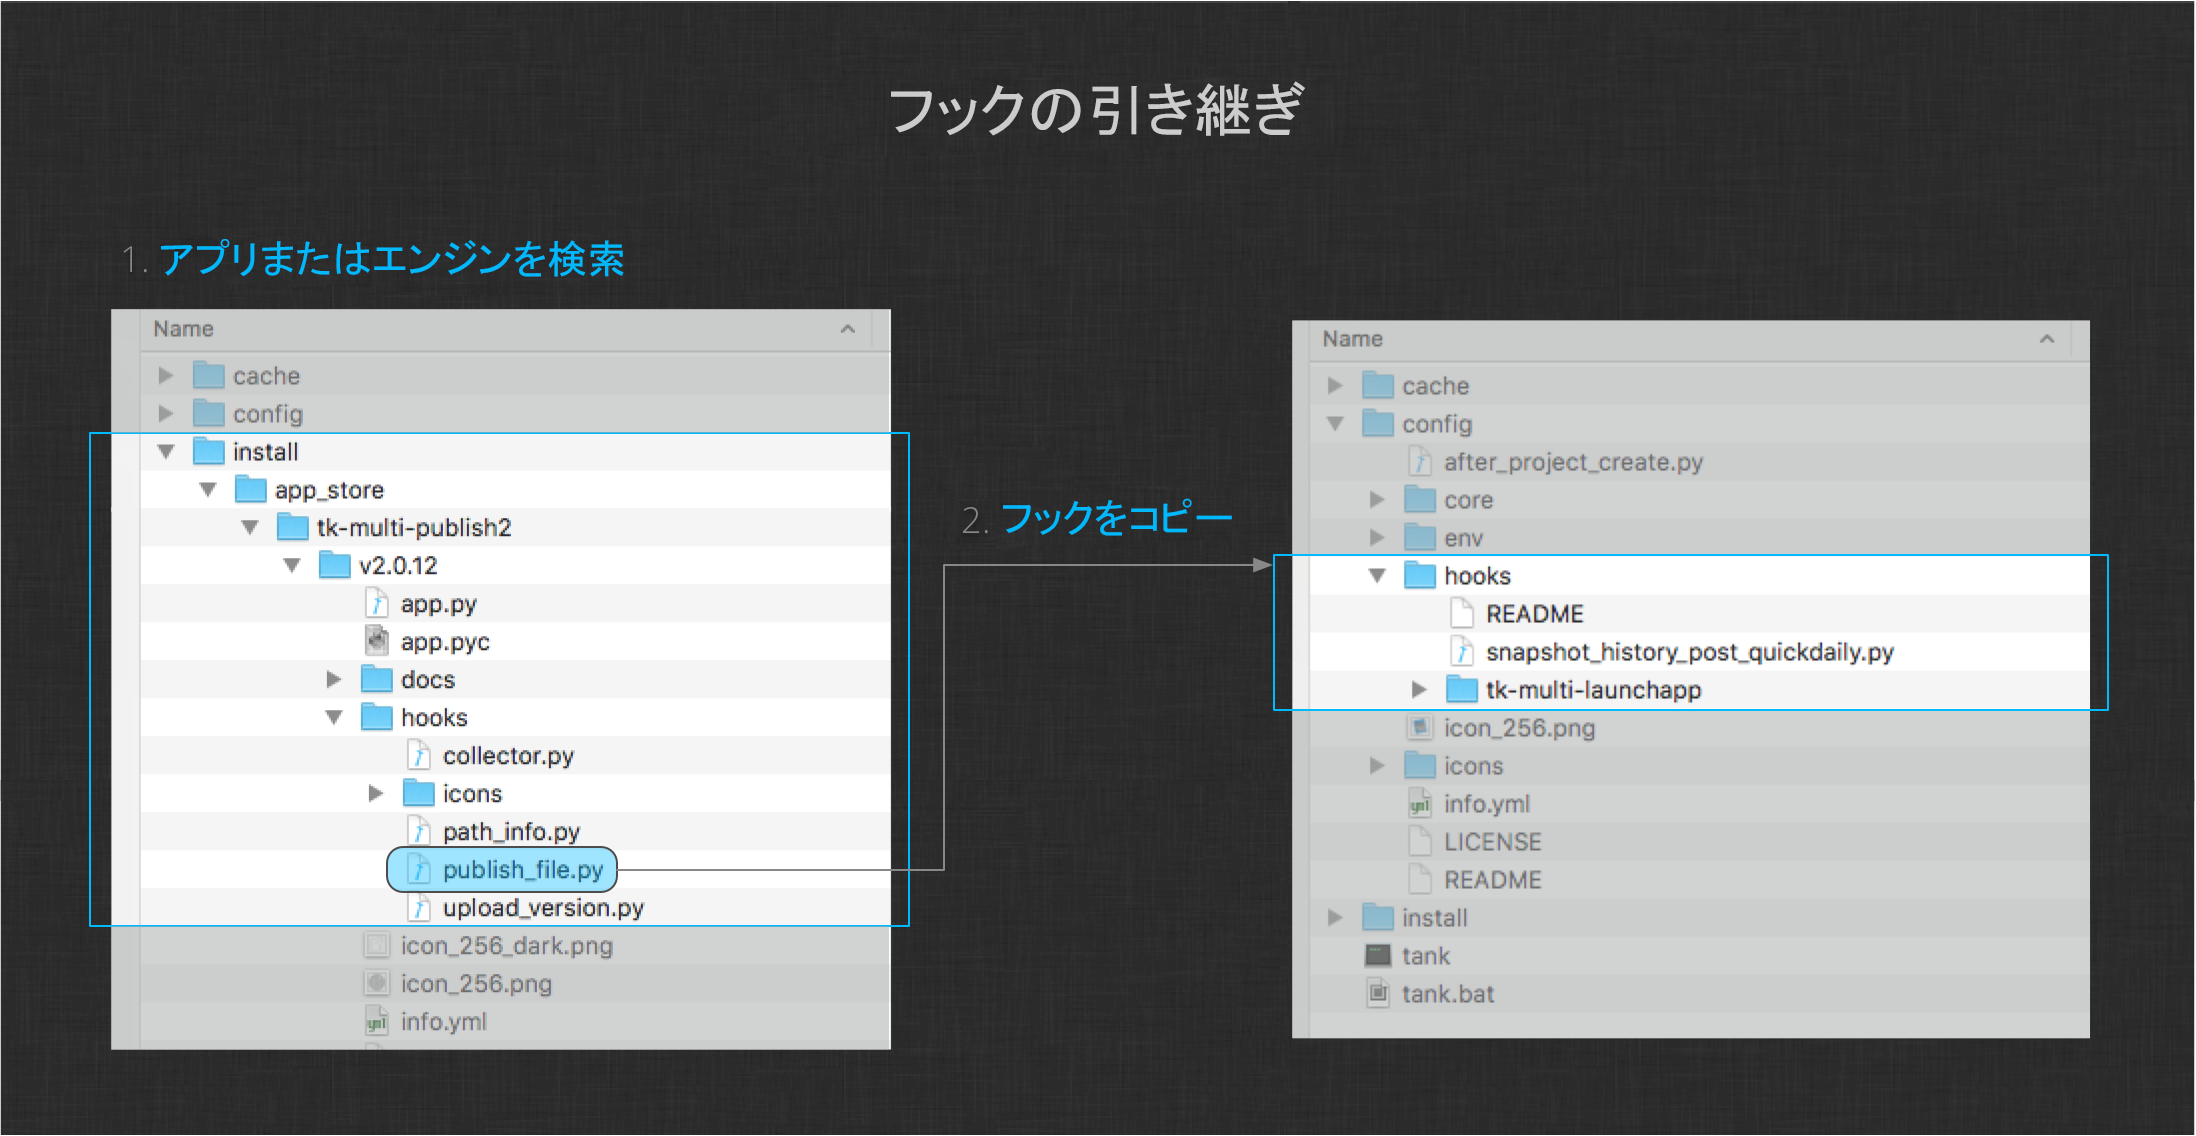 フックの引き継ぎ
1. アプリまたはエンジンを検索
Name
cache
config
install
app_store
tk-multi-publish2
v2.0.12
app.py
app.pyc
docs
hooks
collector.py
icons
path_info.py
publish_file.py
upload_version.py
icon_256_dark.png
icon_256.png
info.yml
2. フックをコピー
Name
cache
config
after_project_create.py
core
env
hooks
README
snapshot_history_post_quickdaily.py
tk-multi-launchapp
icon_256.png
icons
info.yml
LICENSE
README
install
tank
tank.bat